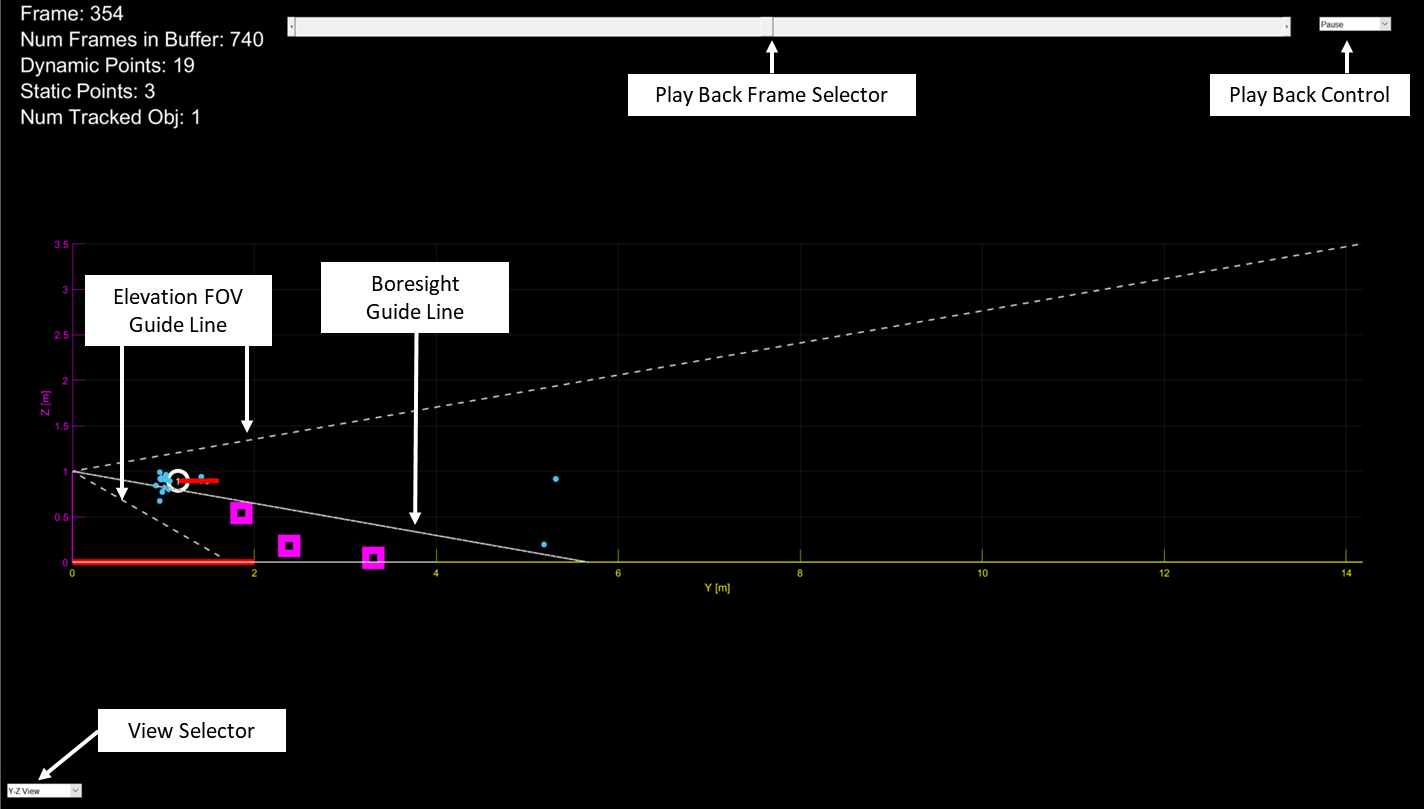 Frame: 354
Num Frames in Buffer: 740
Dynamic Points: 19
Static Points: 3
Num Tracked Obj: 1
Pause
Play Back Frame Selector
Play Back Control
Elevation FOV
Guide Line
Boresight
Guide Line
3.5
3
2.5
2
1.5
1
0.5
0
Z [m]
1
0
2
4
6
8
10
12
14
Y [m]
View Selector
Y-Z View